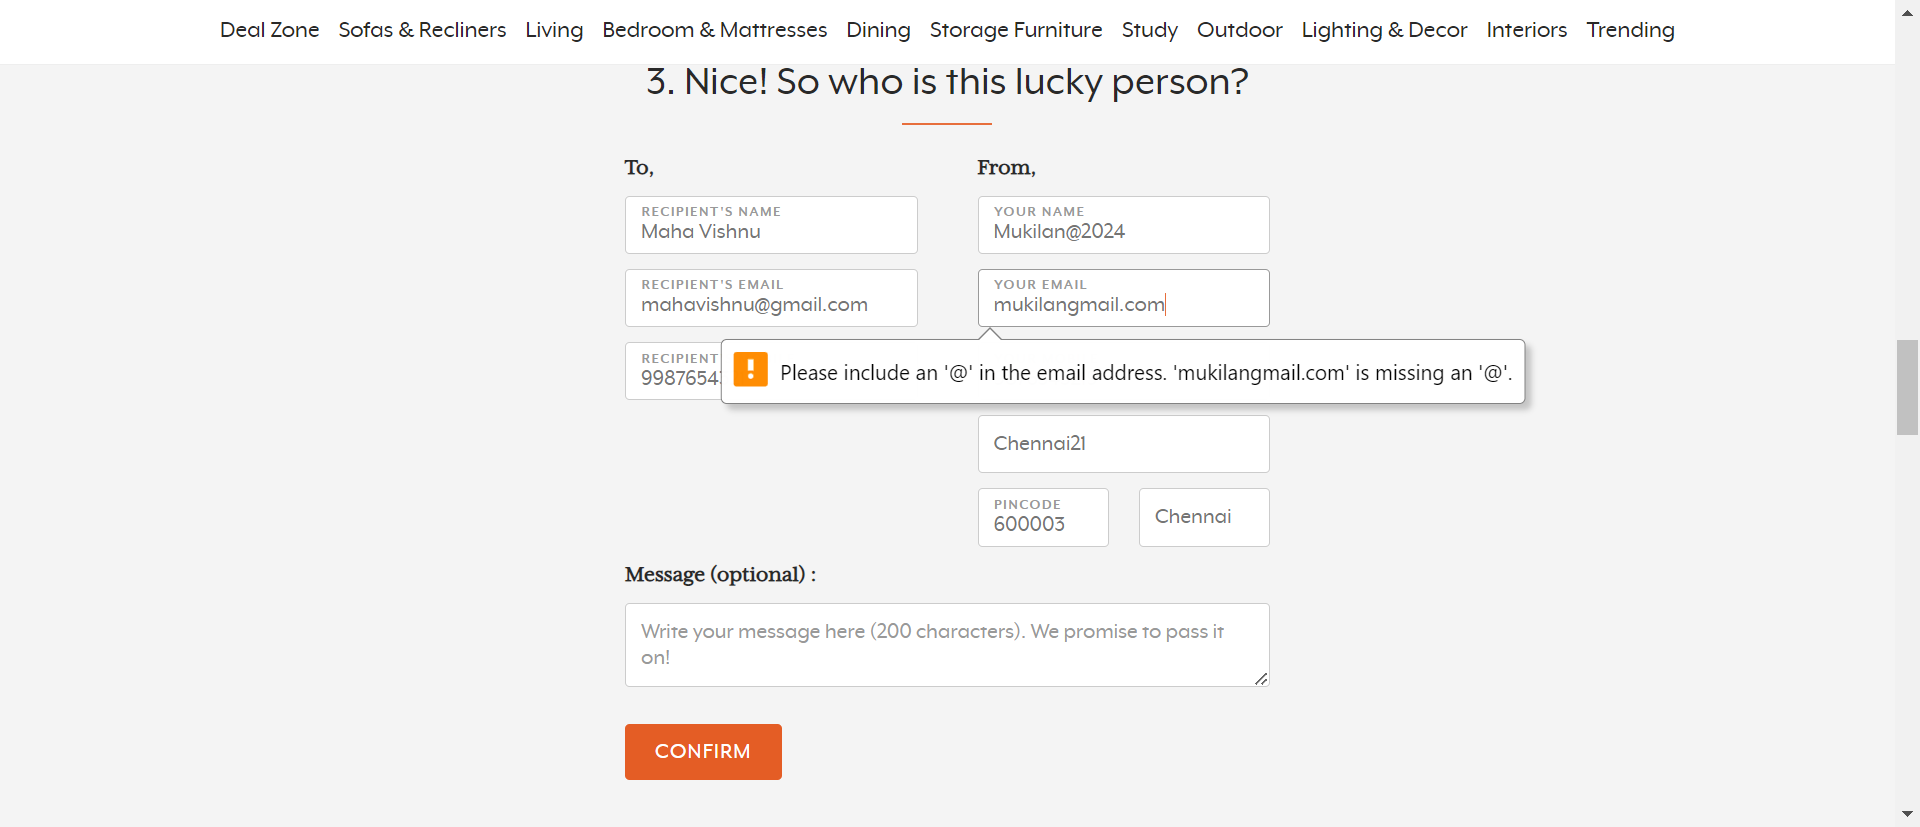 Deal Zone Sofas & Recliners Living Bedroom & Mattresses Dining Storage Furniture Study Outdoor Lighting & Decor Interiors Trending
3. Nice! So who is this lucky person?
To,
RECIPIENT'S NAME
Maha Vishnu
RECIPIENT'S EMAIL
mahavishnu@gmail.com
RECIPIENT
From,
YOUR NAME
Mukilan@2024
YOUR EMAIL
mukilangmail.com
Please include an '@' in the email address. 'mukilangmail.com' is missing an '@'.
Chennai21
PINCODE
600003
Chennai
Message (optional) :
Write your message here (200 characters). We promise to pass it
on!
CONFIRM